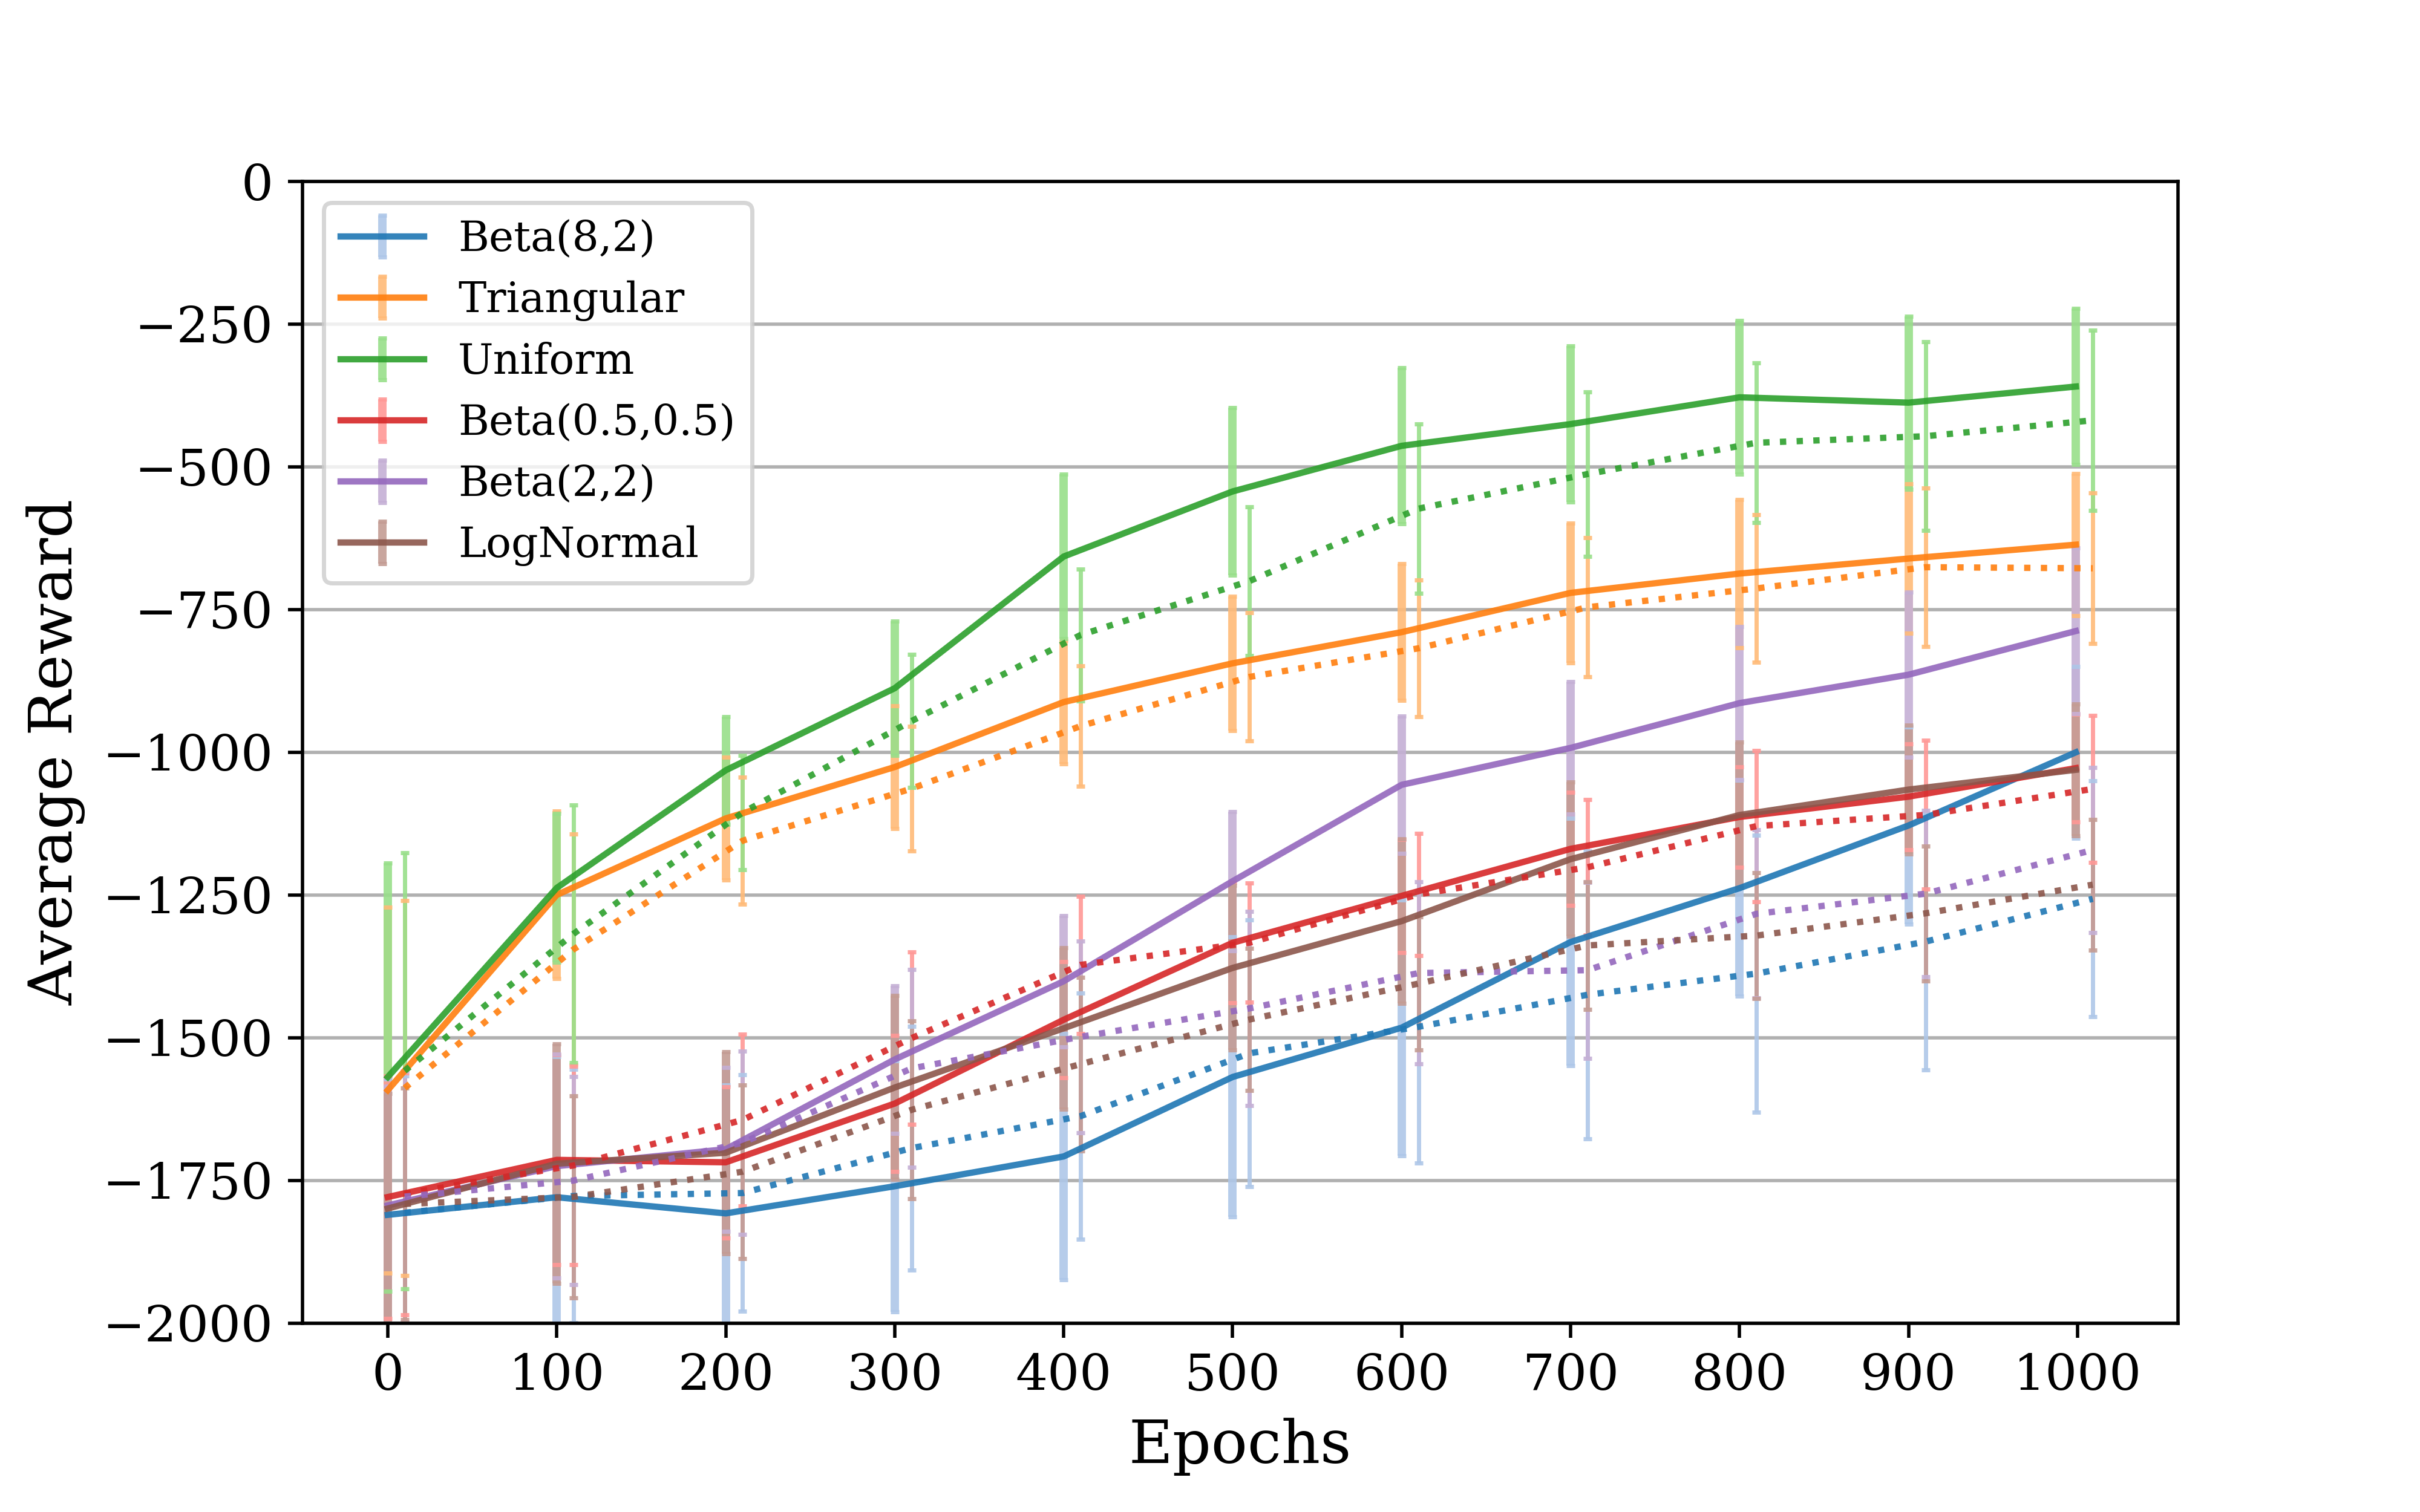 0
−250
−500
−750
−1000
−1250
−1500
−1750
−2000
Average Reward
Beta(8,2)
Triangular
Uniform
Beta(0.5,0.5)
Beta(2,2)
LogNormal
0 100 200 300 400 500 600 700 800 900 1000
Epochs